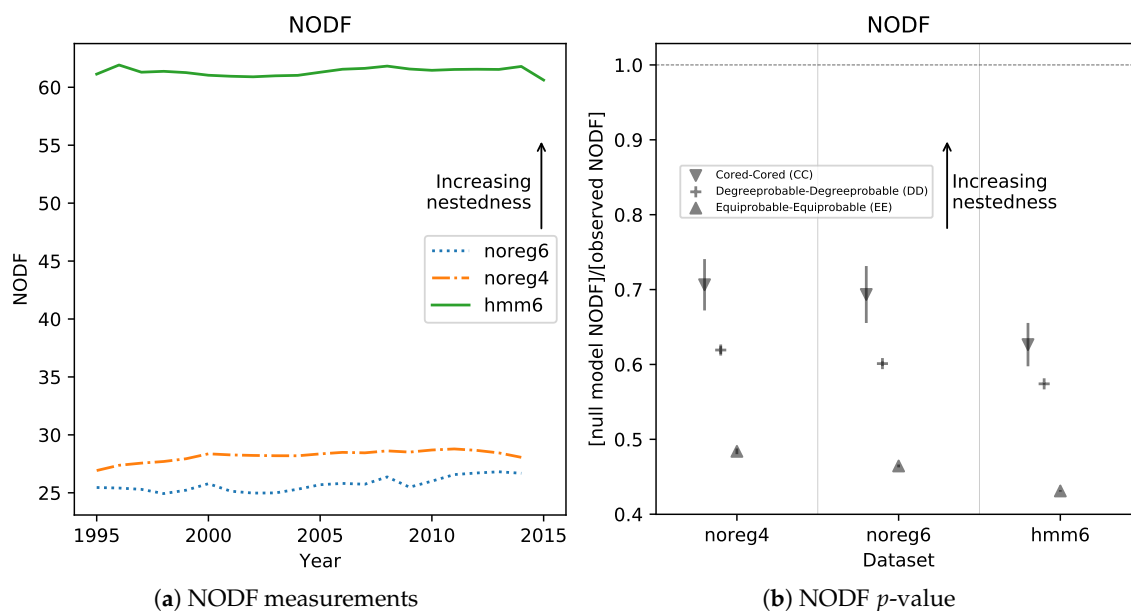 NODF
60
55
50
45
40
35
30
25
NODF
Increasing
nestedness
noreg6
noreg4
hmm6
1995
2000
2005
2010
2015
Year
(a) NODF measurements
NODF
1.0
0.9
0.8
0.7
0.6
0.5
0.4
[null model NODF]/[observed NODF]
Cored-Cored (CC)
Degreeprobable-Degreeprobable (DD)
Equiprobable-Equiprobable (EE)
Increasing
nestedness
noreg4
noreg6
hmm6
Dataset
(b) NODF p-value